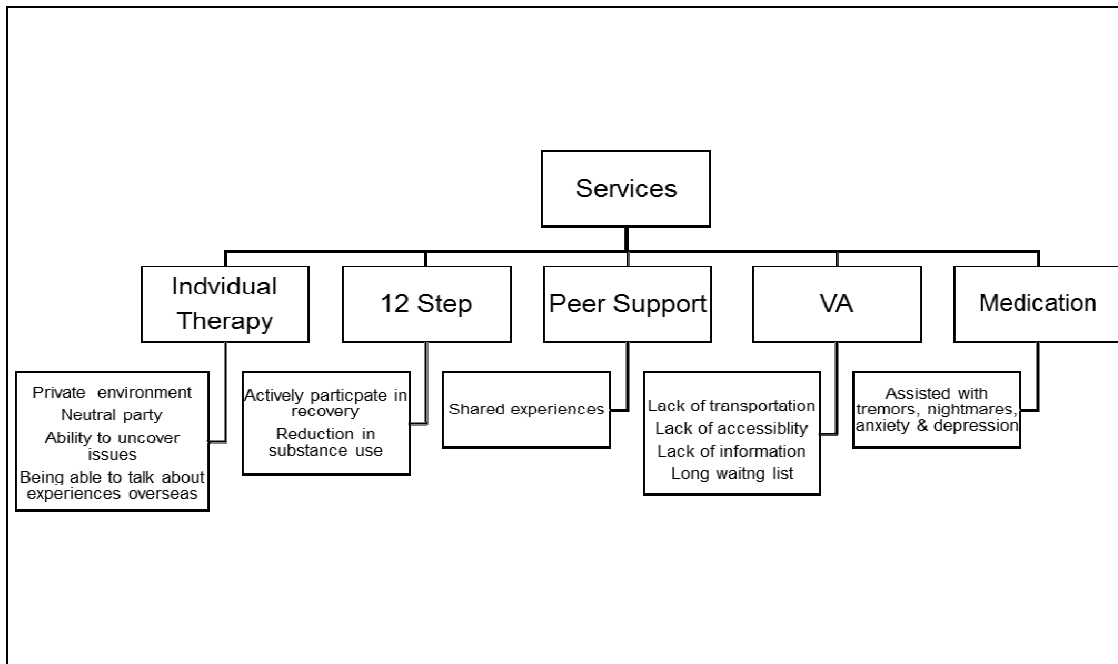 Services
Indvidual
Therapy
12 Step
Peer Support
VA
Medication
Private environment
Neutral party
Ability to uncover
issues
Being able to talk about
experiences overseas
Actively particpate in
recovery
Reduction in
substance use
Shared experiences
Lack of transportation
Lack of accessiblity
Lack of information
Long waitng list
Assisted with
tremors, nightmares,
anxiety & depression